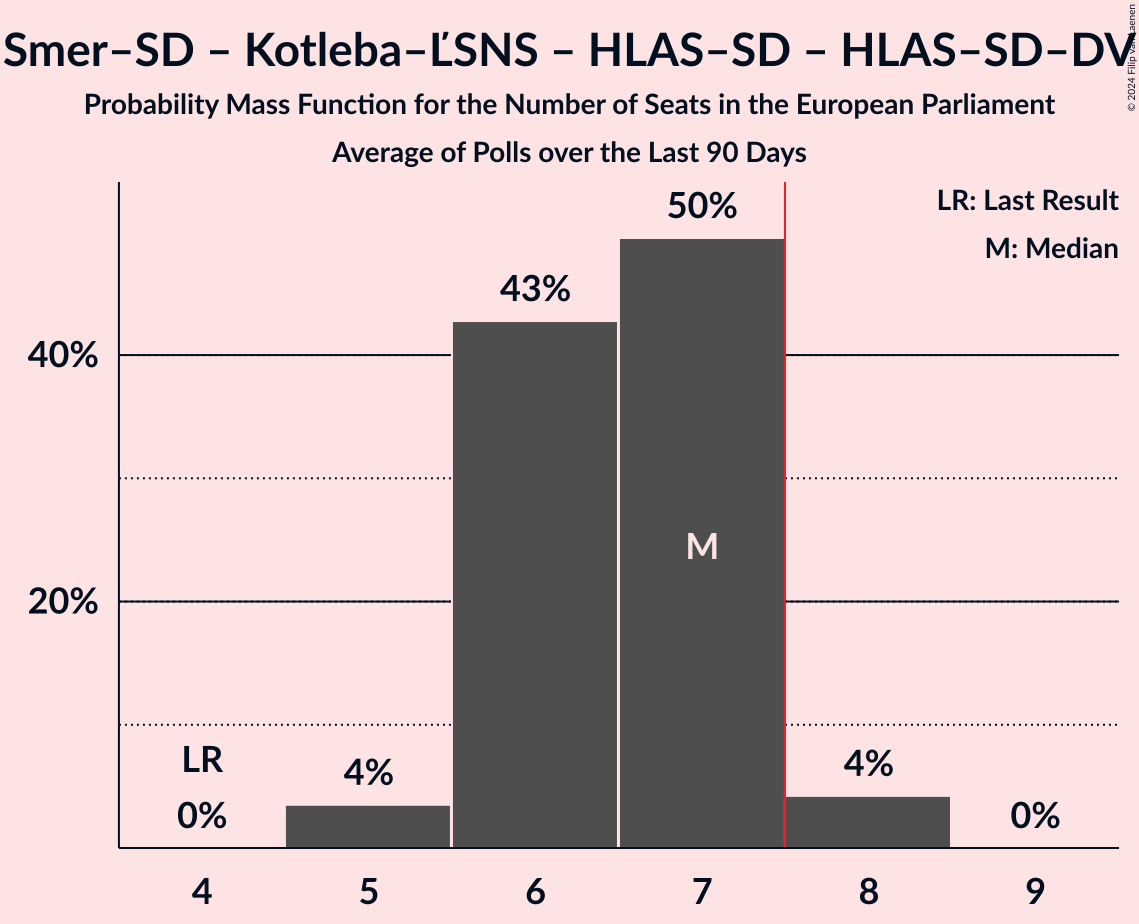 Smer–SD – Kotleba–ĽSNS – HLAS–SD – HLAS–SD–DV
© 2024 Filip
Probability Mass Function for the Number of Seats in the European Parliament
Average of Polls over the Last 90 Days
LR: Last Result
M: Median
50%
43%
40%
M
20%
LR
4%
4%
0%
0%
4 5 6 7 8 9